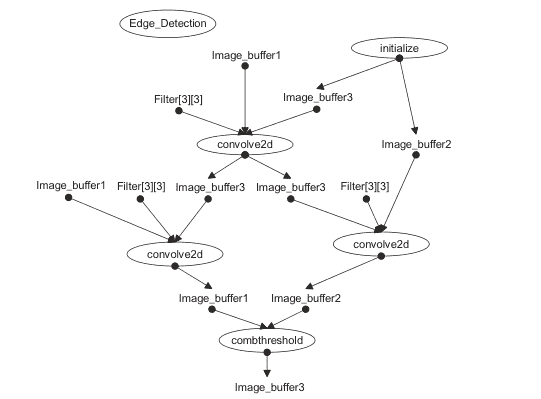 Edge_Detection
initialize
Image_buffer1
Filter[3][3]
Image_buffer3
convolve2d
Image_buffer2
Image_buffer1
Filter[3][3]
Image_buffer3
Image_buffer3
Filter[3][3]
convolve2d
convolve2d
Image_buffer1
Image_buffer2
combthreshold
Image_buffer3